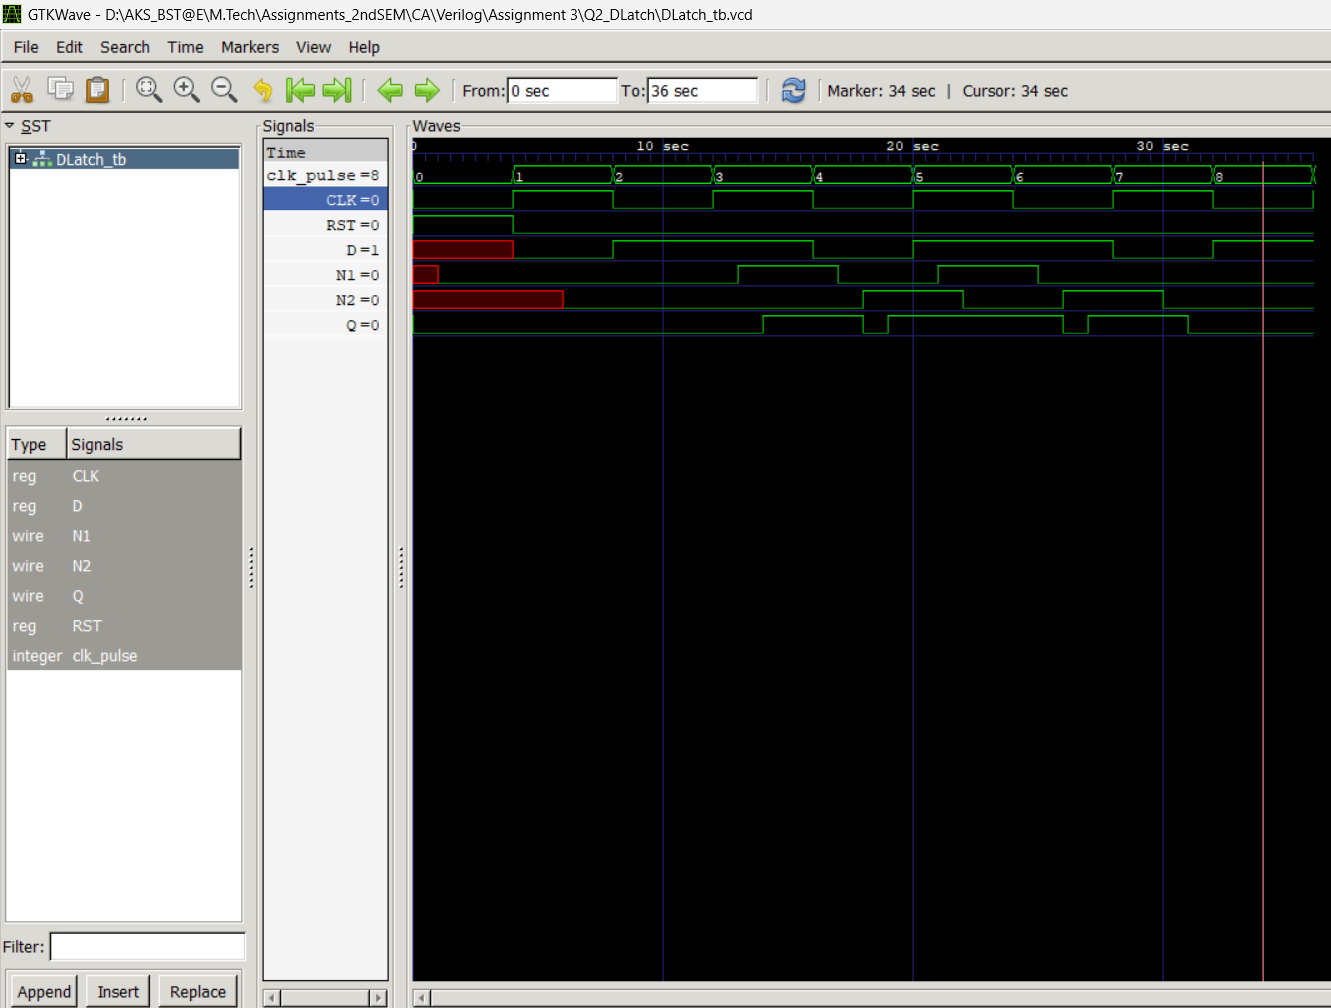 GTKWave - D:\AKS_BST@E\M.Tech\Assignments_2ndSEM\CA\Verilog\Assignment 3\Q2_DLatch\DLatch_tb.vcd
File Edit Search Time Markers View Help
From: 0 sec To: 36 sec Marker: 34 sec | Cursor: 34 sec
SST
DLatch_tb
Type Signals
reg CLK
reg D
wire N1
wire N2
wire Q
reg RST
integer clk_pulse
Filter:
Append Insert Replace
Signals
Time
clk_pulse =8
CLK =0
RST =0
D =1
N1 =0
N2 =0
Q =0
Waves
0 10 sec 20 sec 30 sec
0 1 2 3 4 5 6 7 8